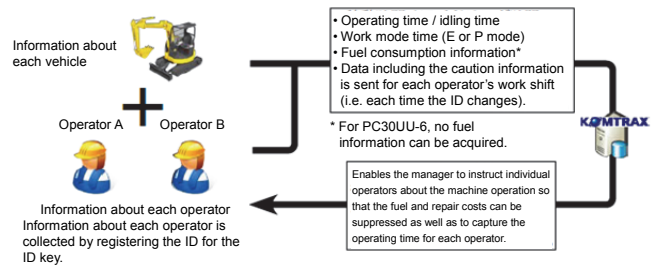 Information about
each vehicle
Operator A
Operator B
Information about each operator
Information about each operator is
collected by registering the ID for the
ID key.
• Operating time / idling time
• Work mode time (E or P mode)
• Fuel consumption information*
• Data including the caution information
is sent for each operator's work shift
(i.e. each time the ID changes).
* For PC30UU-6, no fuel
information can be acquired.
KOMTRAX
Enables the manager to instruct individual
operators about the machine operation so
that the fuel and repair costs can be
suppressed as well as to capture the
operating time for each operator.